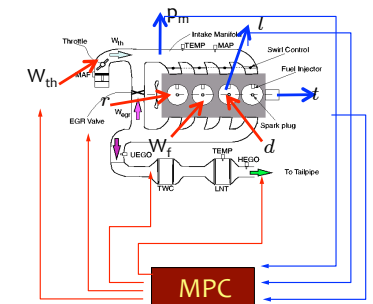 p_m
l
Intake Manifold
Throttle
W_th
TEMP
MAP
Swirl Control
MAF
Fuel Injector
W_th
r
t
W_egr
EGR Valve
Spark plug
W_f
d
UEGO
TEMP
HEGO
To Tailpipe
TWC
LNT
MPC